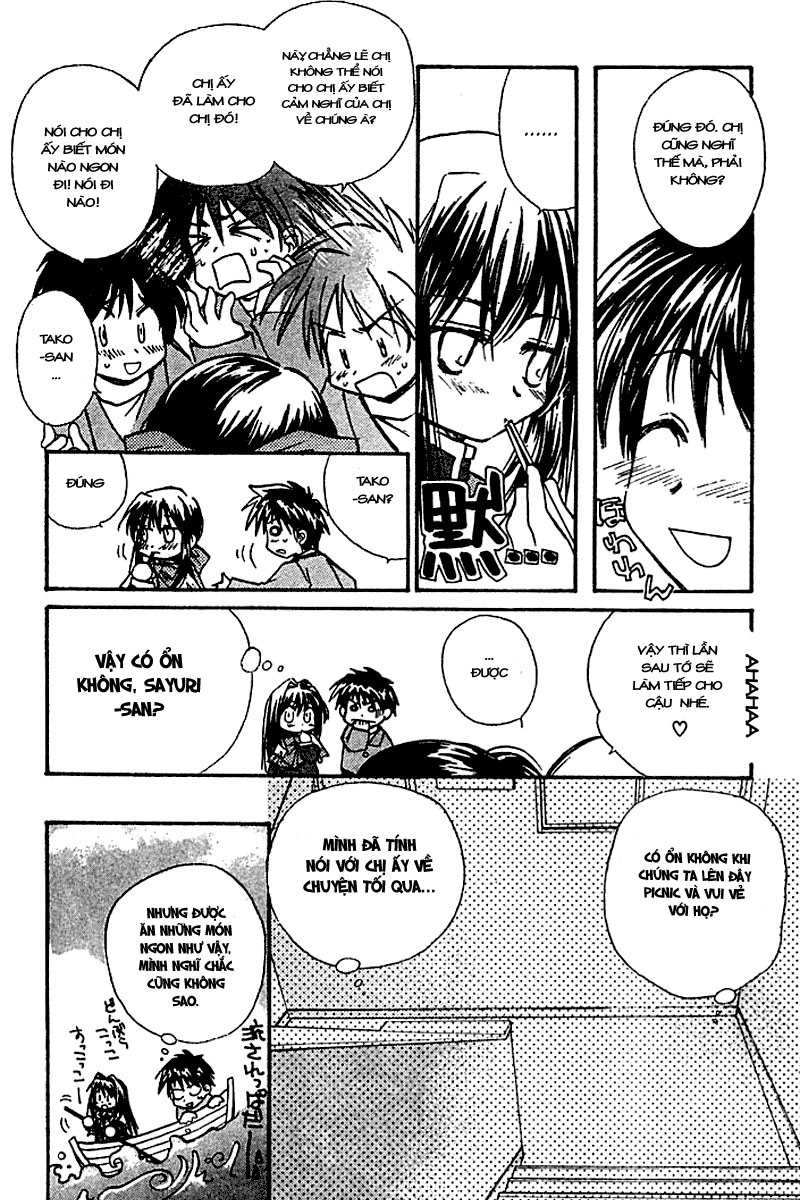 ĐÚNG ĐÓ. CHỊ
CŨNG NGHĨ
THẾ MÀ, PHẢI
KHÔNG?
ほ
......
黙...
NÀY, CHẲNG LẼ CHỊ
KHÔNG THỂ NÓI
CHO CHỊ ẤY BIẾT
CẢM NGHĨ CỦA CHỊ
VỀ CHÚNG À?
CHỊ ẤY
ĐÃ LÀM CHO
CHỊ ĐÓ!
NÓI CHO CHỊ
ẤY BIẾT MÓN
NÀO NGON
ĐI! NÓI ĐI
NÀO!
TAKO
-SAN
...
TAKO
-SAN?
ĐÚNG
AHAHAA
VẬY THÌ LẦN
SAU TỚ SẼ
LÀM TIẾP CHO
CẬU NHÉ.
♡
...
ĐƯỢC
VẬY CÓ ỔN
KHÔNG, SAYURI
-SAN?
CÓ ỔN KHÔNG KHI
CHÚNG TA LÊN ĐÂY
PICNIC VÀ VUI VẺ
VỚI HỌ?
MÌNH ĐÃ TÍNH
NÓI VỚI CHỊ ẤY VỀ
CHUYỆN TỐI QUA...
NHƯNG ĐƯỢC
ĂN NHỮNG MÓN
NGON NHƯ VẬY,
MÌNH NGHĨ CHẮC
CŨNG KHÔNG
SAO.